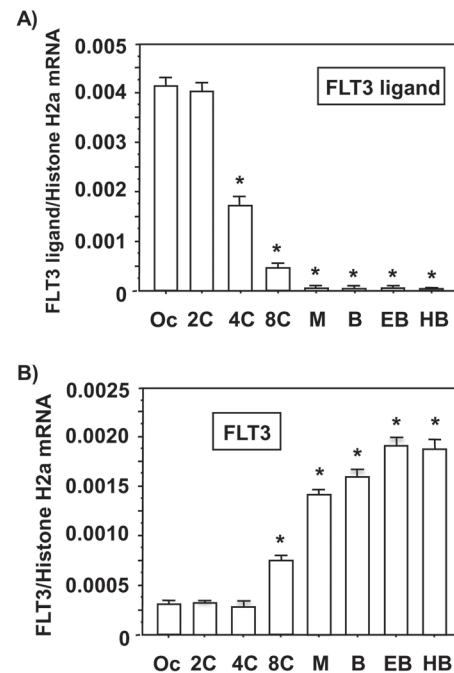 A)
FLT3 ligand/Histone H2a mRNA
0.005
0.004
0.003
0.002
0.001
0
FLT3 ligand
* * * * * *
Oc 2C 4C 8C M B EB HB
B)
FLT3/Histone H2a mRNA
0.0025
0.0020
0.0015
0.0010
0.0005
0
FLT3
* * * * *
Oc 2C 4C 8C M B EB HB